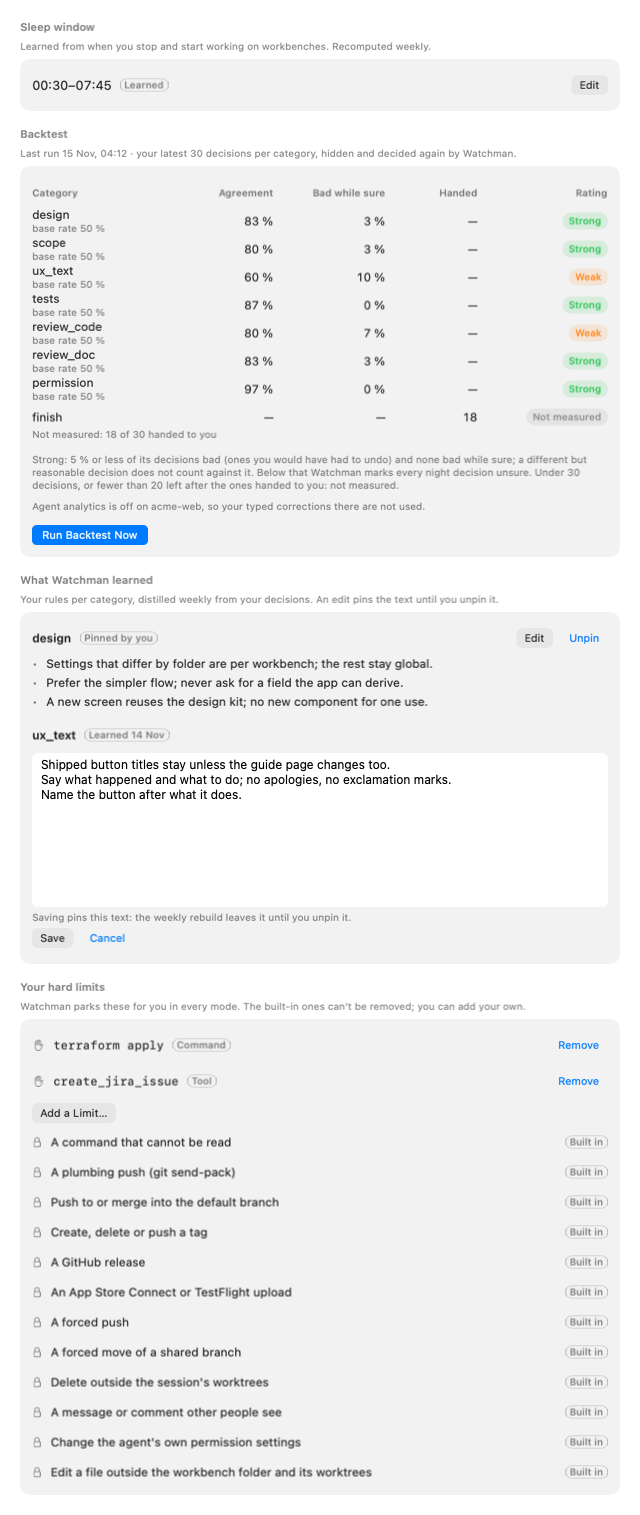 Sleep window
Learned from when you stop and start working on workbenches. Recomputed weekly.
00:30–07:45 Learned Edit
Backtest
Last run 15 Nov, 04:12 · your latest 30 decisions per category, hidden and decided again by Watchman.
Category Agreement Bad while sure Handed Rating
design 83 % 3 % — Strong
base rate 50 %
scope 80 % 3 % — Strong
base rate 50 %
ux_text 60 % 10 % — Weak
base rate 50 %
tests 87 % 0 % — Strong
base rate 50 %
review_code 80 % 7 % — Weak
base rate 50 %
review_doc 83 % 3 % — Strong
base rate 50 %
permission 97 % 0 % — Strong
base rate 50 %
finish — — 18 Not measured
Not measured: 18 of 30 handed to you
Strong: 5 % or less of its decisions bad (ones you would have had to undo) and none bad while sure; a different but
reasonable decision does not count against it. Below that Watchman marks every night decision unsure. Under 30
decisions, or fewer than 20 left after the ones handed to you: not measured.
Agent analytics is off on acme-web, so your typed corrections there are not used.
Run Backtest Now
What Watchman learned
Your rules per category, distilled weekly from your decisions. An edit pins the text until you unpin it.
design Pinned by you Edit Unpin
· Settings that differ by folder are per workbench; the rest stay global.
· Prefer the simpler flow; never ask for a field the app can derive.
· A new screen reuses the design kit; no new component for one use.
ux_text Learned 14 Nov
Shipped button titles stay unless the guide page changes too.
Say what happened and what to do; no apologies, no exclamation marks.
Name the button after what it does.
Saving pins this text: the weekly rebuild leaves it until you unpin it.
Save Cancel
Your hard limits
Watchman parks these for you in every mode. The built-in ones can't be removed; you can add your own.
terraform apply Command Remove
create_jira_issue Tool Remove
Add a Limit...
A command that cannot be read Built in
A plumbing push (git send-pack) Built in
Push to or merge into the default branch Built in
Create, delete or push a tag Built in
A GitHub release Built in
An App Store Connect or TestFlight upload Built in
A forced push Built in
A forced move of a shared branch Built in
Delete outside the session's worktrees Built in
A message or comment other people see Built in
Change the agent's own permission settings Built in
Edit a file outside the workbench folder and its worktrees Built in